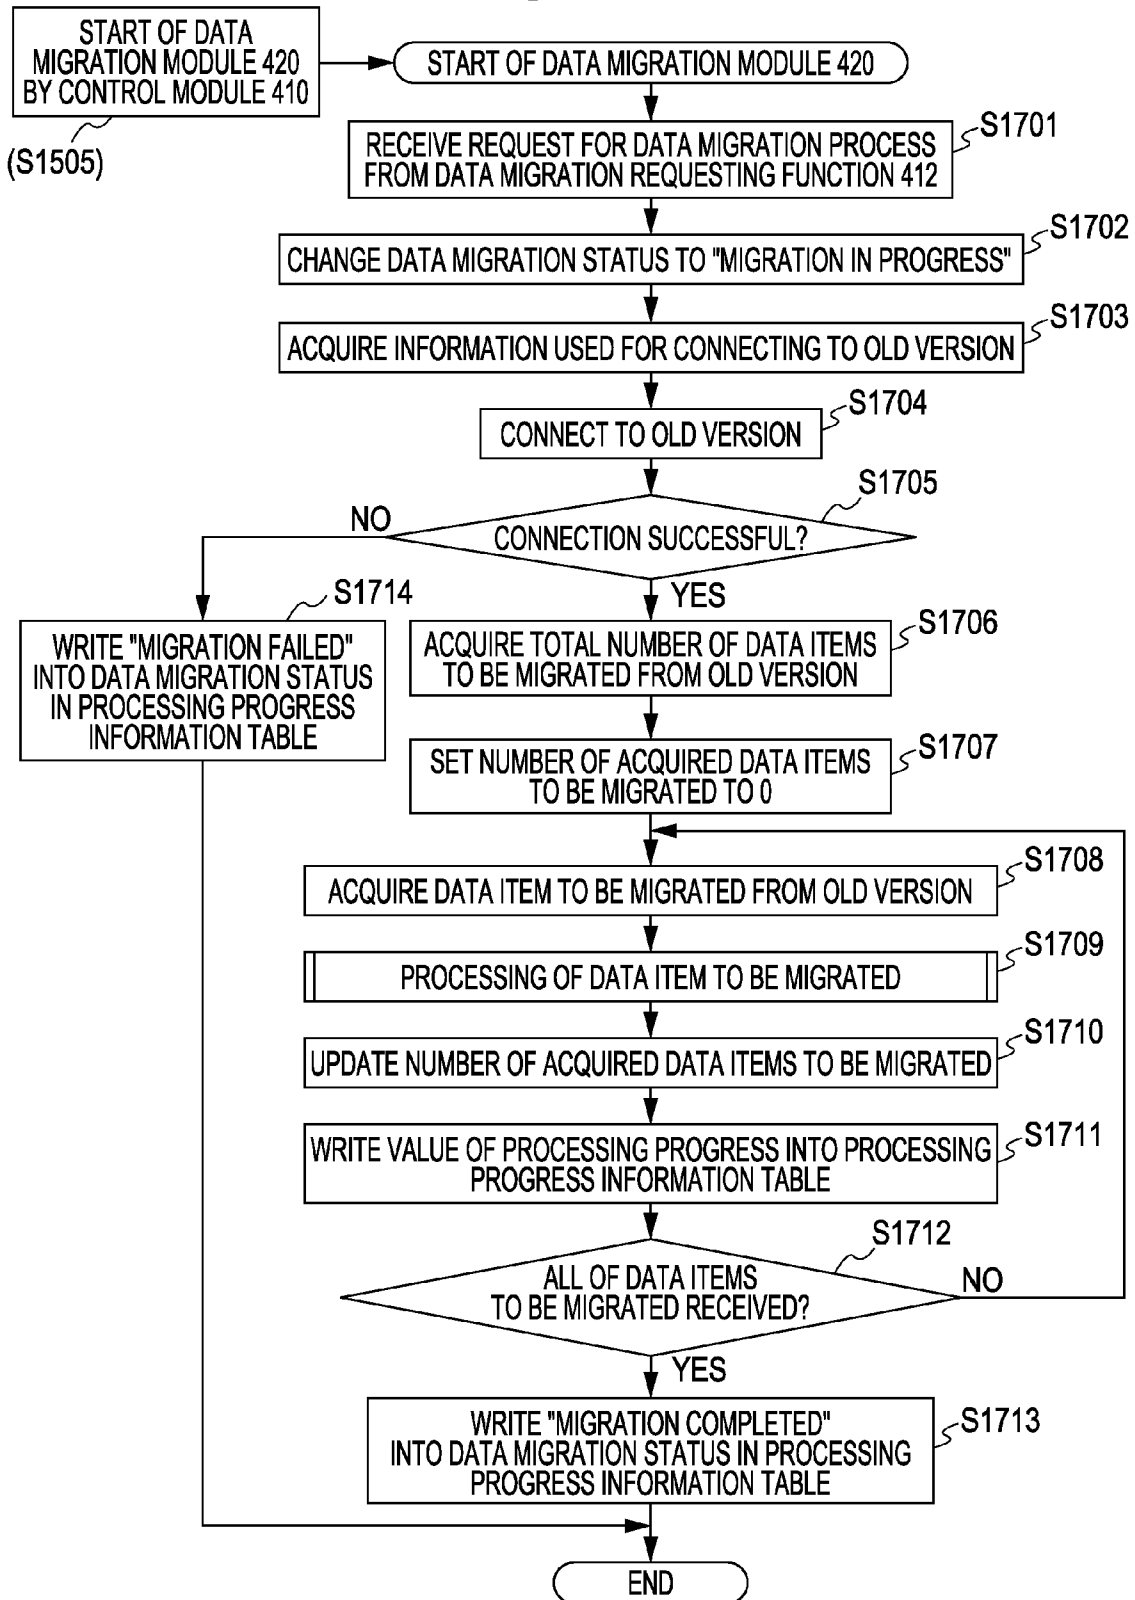 START OF DATA
MIGRATION MODULE 420
BY CONTROL MODULE 410
(S1505)
START OF DATA MIGRATION MODULE 420
S1701
RECEIVE REQUEST FOR DATA MIGRATION PROCESS
FROM DATA MIGRATION REQUESTING FUNCTION 412
S1702
CHANGE DATA MIGRATION STATUS TO "MIGRATION IN PROGRESS"
S1703
ACQUIRE INFORMATION USED FOR CONNECTING TO OLD VERSION
S1704
CONNECT TO OLD VERSION
S1705
CONNECTION SUCCESSFUL?
NO
YES
S1714
WRITE "MIGRATION FAILED"
INTO DATA MIGRATION STATUS
IN PROCESSING PROGRESS
INFORMATION TABLE
S1706
ACQUIRE TOTAL NUMBER OF DATA ITEMS
TO BE MIGRATED FROM OLD VERSION
S1707
SET NUMBER OF ACQUIRED DATA ITEMS
TO BE MIGRATED TO 0
S1708
ACQUIRE DATA ITEM TO BE MIGRATED FROM OLD VERSION
S1709
PROCESSING OF DATA ITEM TO BE MIGRATED
S1710
UPDATE NUMBER OF ACQUIRED DATA ITEMS TO BE MIGRATED
S1711
WRITE VALUE OF PROCESSING PROGRESS INTO PROCESSING
PROGRESS INFORMATION TABLE
S1712
ALL OF DATA ITEMS
TO BE MIGRATED RECEIVED?
NO
YES
S1713
WRITE "MIGRATION COMPLETED"
INTO DATA MIGRATION STATUS IN PROCESSING
PROGRESS INFORMATION TABLE
END